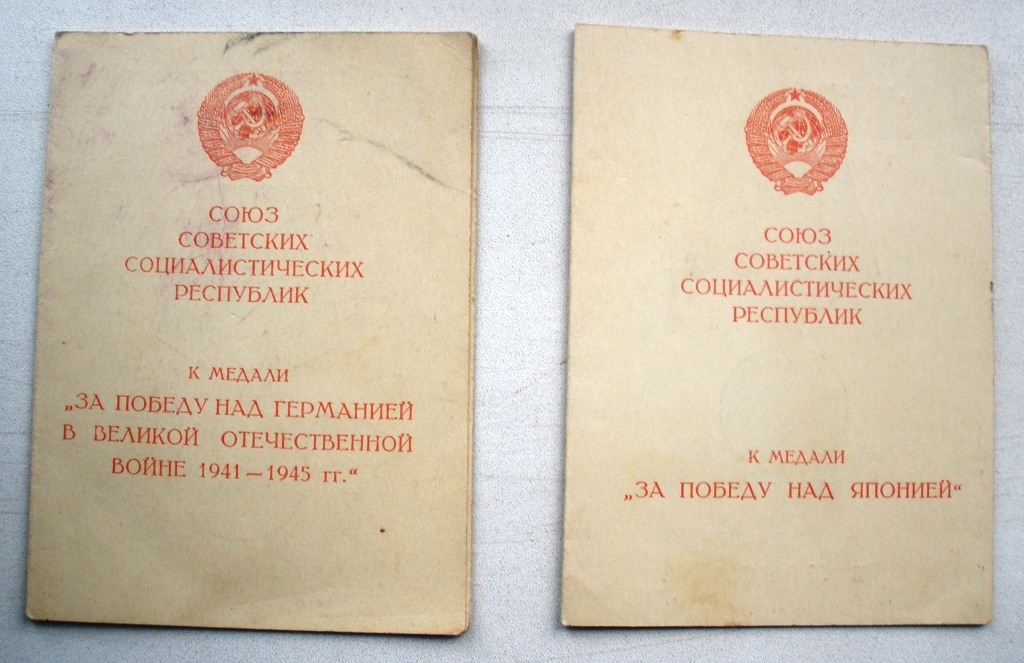 СОЮЗ
СОВЕТСКИХ
СОЦИАЛИСТИЧЕСКИХ
РЕСПУБЛИК
К МЕДАЛИ
„ЗА ПОБЕДУ НАД ГЕРМАНИЕЙ
В ВЕЛИКОЙ ОТЕЧЕСТВЕННОЙ
ВОЙНЕ 1941—1945 гг.“
СОЮЗ
СОВЕТСКИХ
СОЦИАЛИСТИЧЕСКИХ
РЕСПУБЛИК
К МЕДАЛИ
„ЗА ПОБЕДУ НАД ЯПОНИЕЙ“